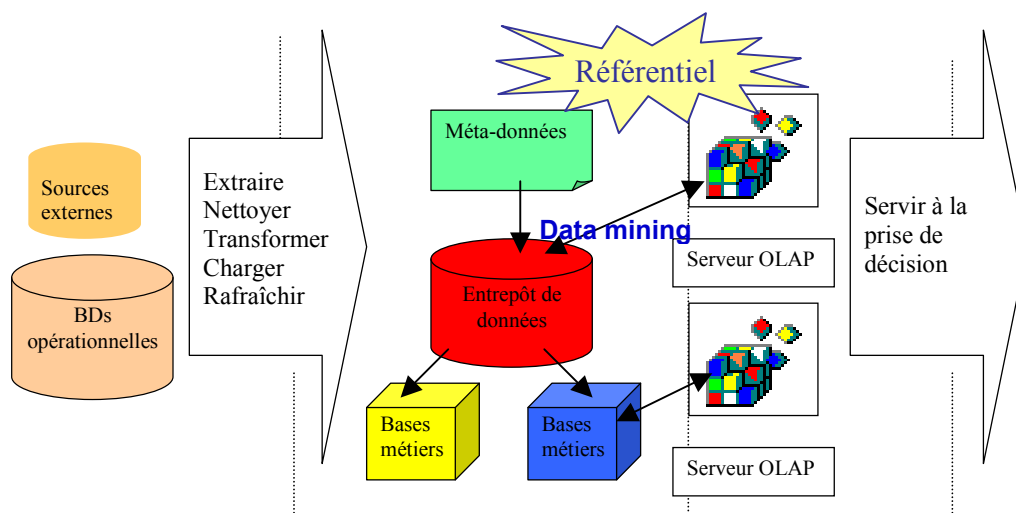 Référentiel
Méta-données
Sources
externes
Extraire
Nettoyer
Transformer
Charger
Rafraîchir
Data mining
Servir à la
prise de
décision
Serveur OLAP
BDs
opérationnelles
Entrepôt de
données
Bases
métiers
Bases
métiers
Serveur OLAP